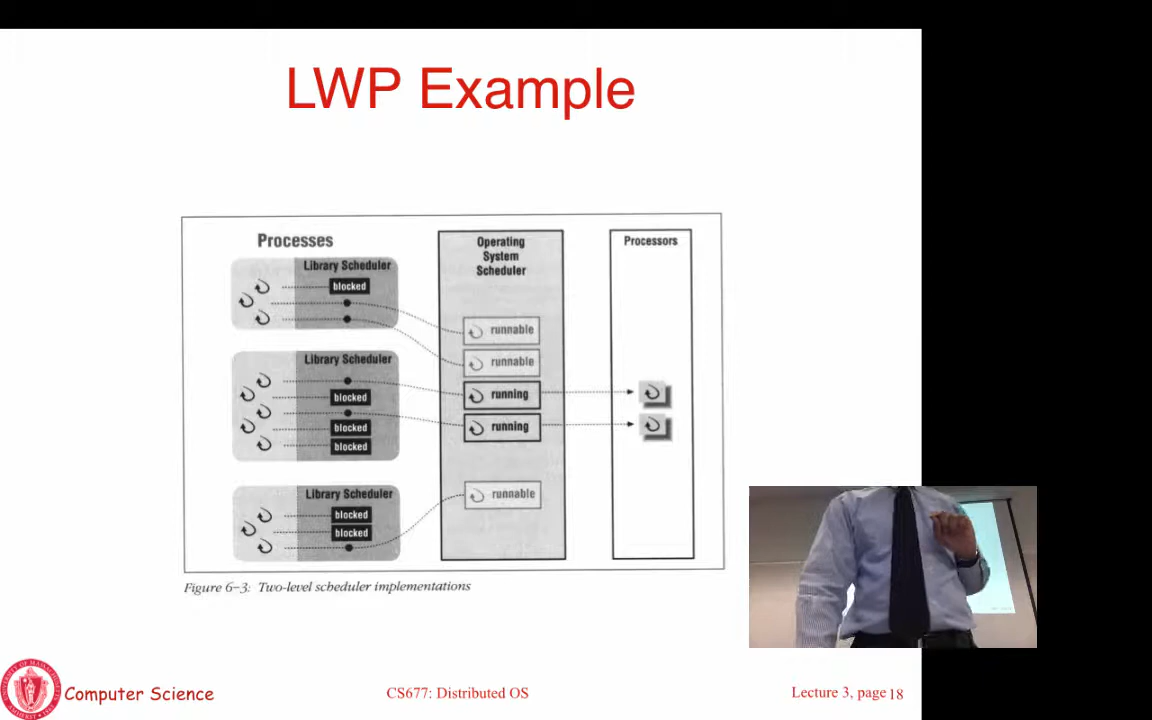 LWP Example
Processes
Operating
System
Scheduler
Processors
Library Scheduler
blocked
runnable
runnable
Library Scheduler
running
blocked
running
blocked
blocked
Library Scheduler
runnable
blocked
blocked
Figure 6-3: Two-level scheduler implementations
Computer Science
CS677: Distributed OS
Lecture 3, page 18